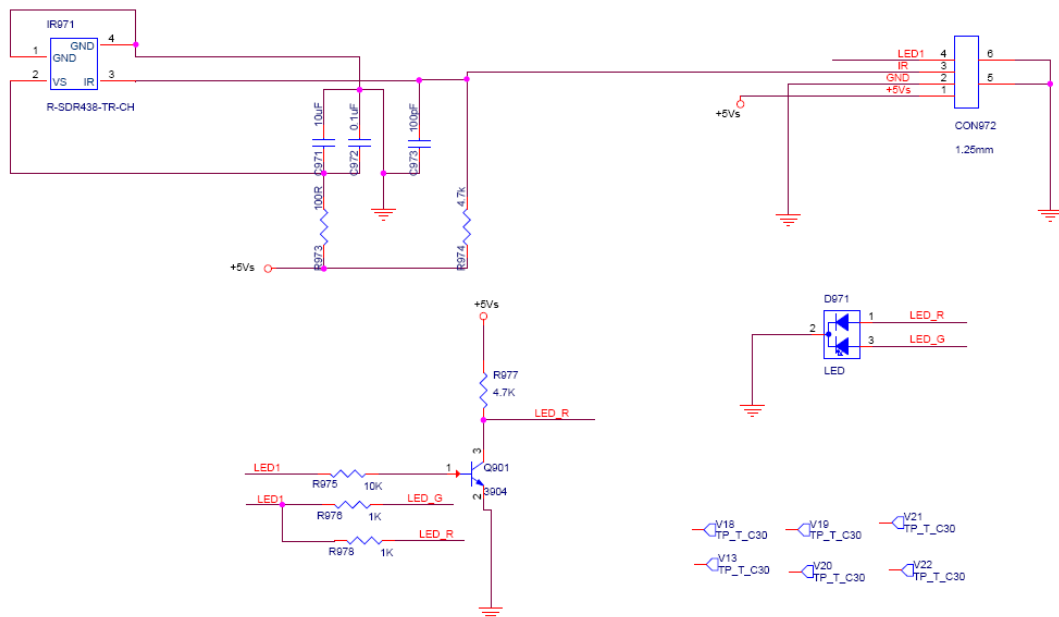 IR971
GND 4
1 GND
2 VS IR 3
R-SDR438-TR-CH
10uF
C971
0.1uF
C972
100pF
C973
100R
R973
4.7k
R974
+5Vs
LED1 4 6
IR 3
GND 2 5
+5Vs 1
+5Vs
CON972
1.25mm
+5Vs
R977
4.7K
LED_R
3
LED1 1 Q901
R975 10K
2 3904
LED1 LED_G
R976 1K
LED_R
R978 1K
D971
1 LED_R
2
3 LED_G
LED
V18
TP_T_C30
V19
TP_T_C30
V21
TP_T_C30
V13
TP_T_C30
V20
TP_T_C30
V22
TP_T_C30